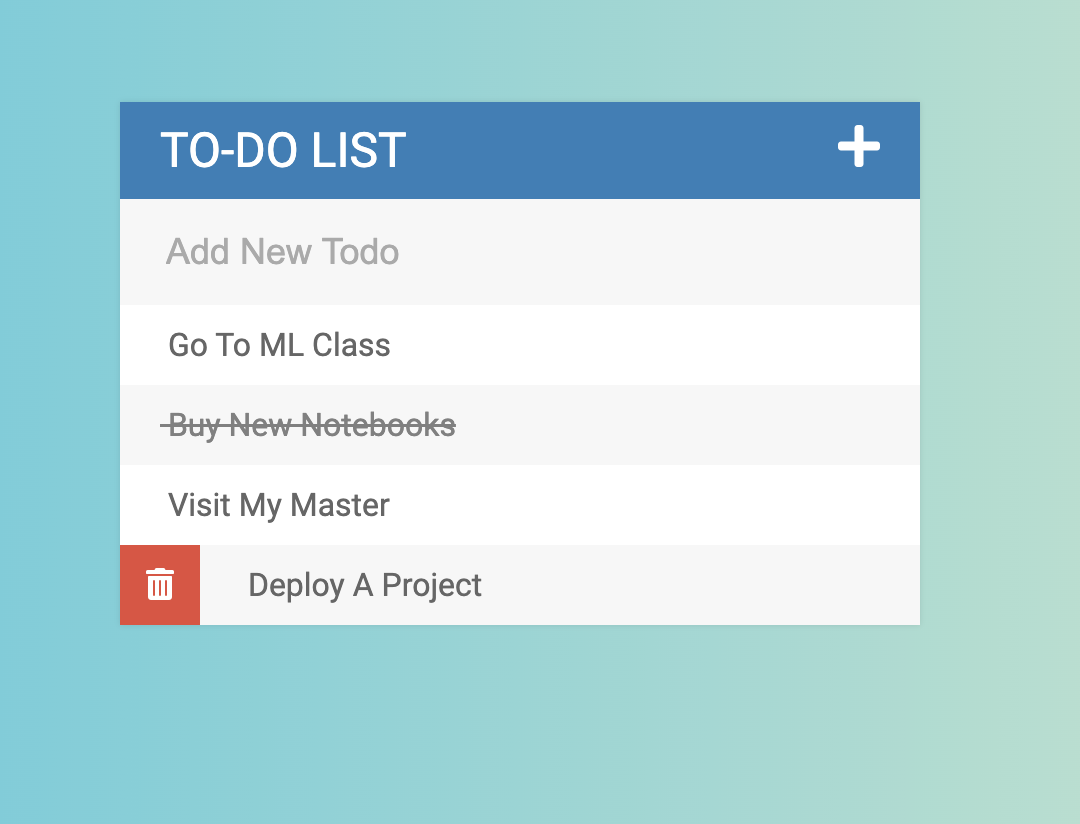 TO-DO LIST
Add New Todo
Go To ML Class
Buy New Notebooks
Visit My Master
Deploy A Project